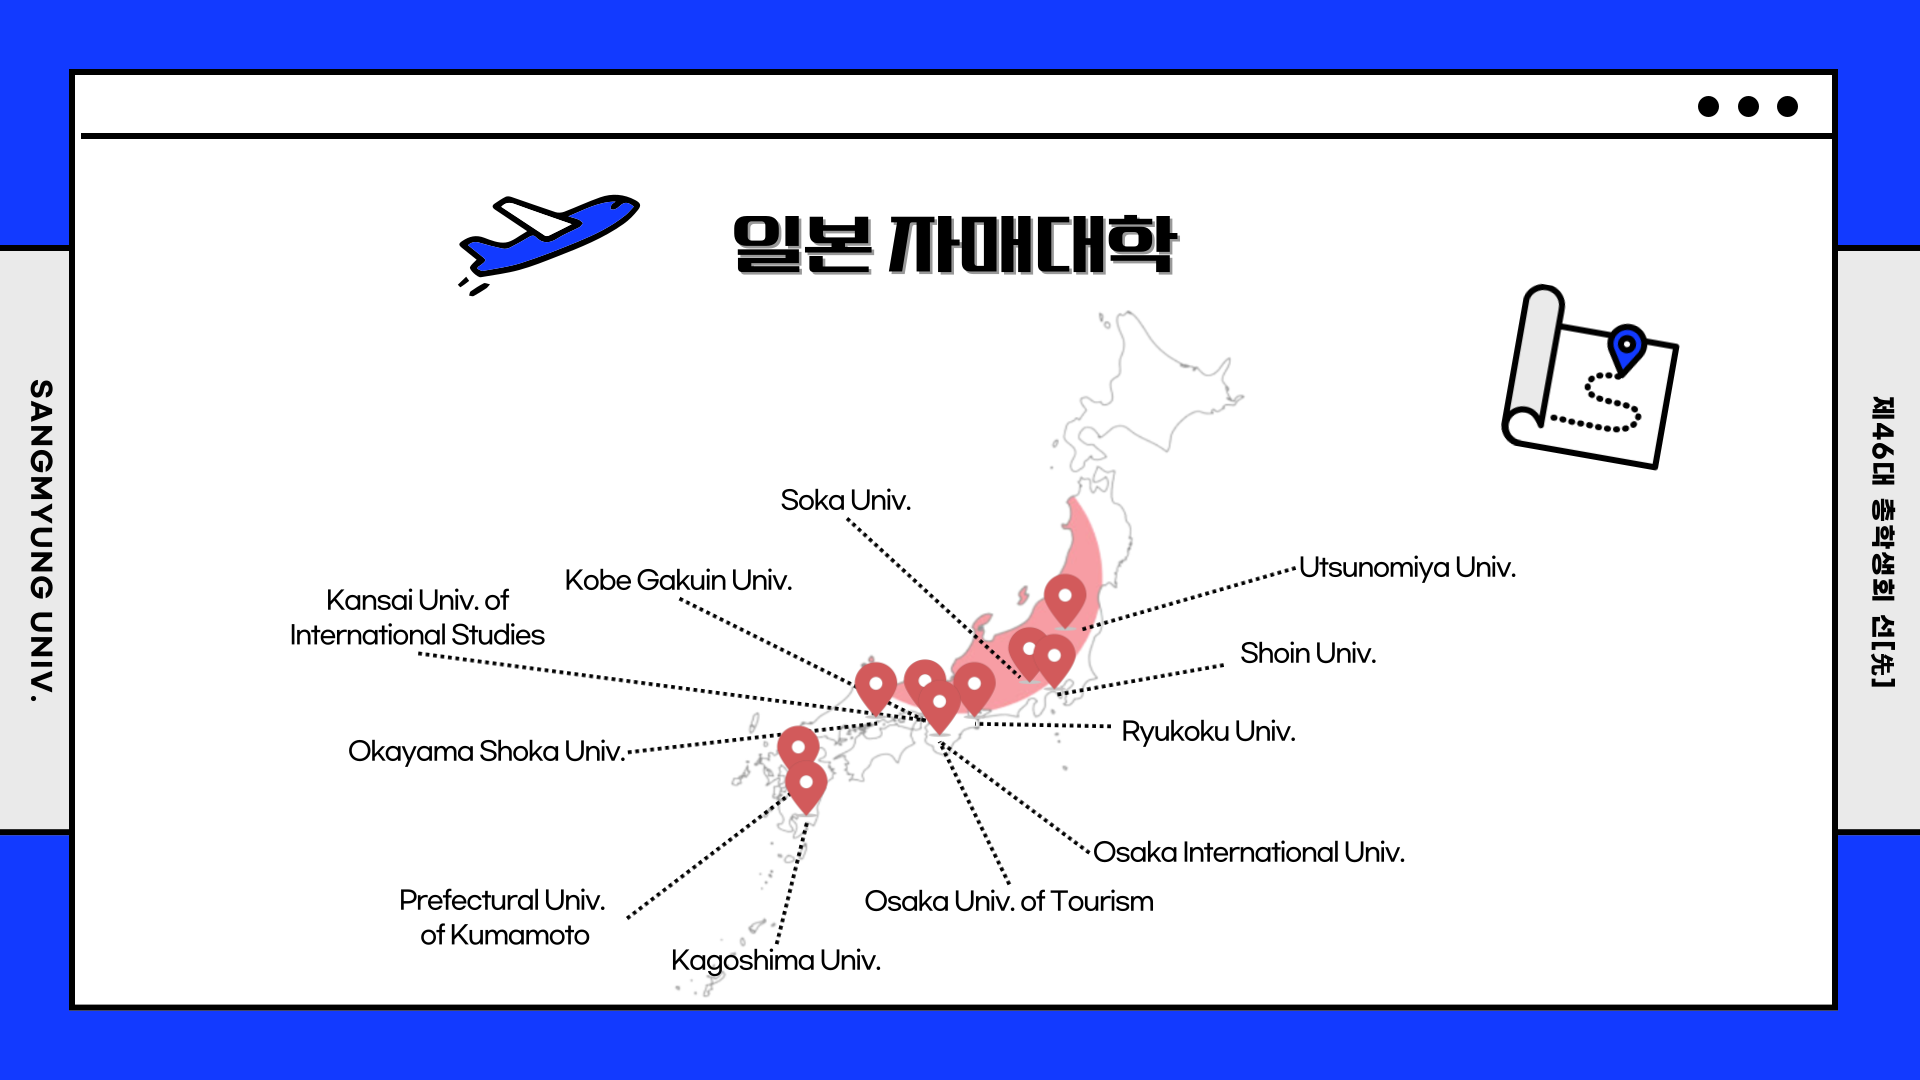 일본 자매대학
SANGMYUNG UNIV.
제46대 총학생회 선[先]
Soka Univ.
Utsunomiya Univ.
Kobe Gakuin Univ.
Kansai Univ. of
International Studies
Shoin Univ.
Ryukoku Univ.
Okayama Shoka Univ.
Osaka International Univ.
Osaka Univ. of Tourism
Prefectural Univ.
of Kumamoto
Kagoshima Univ.